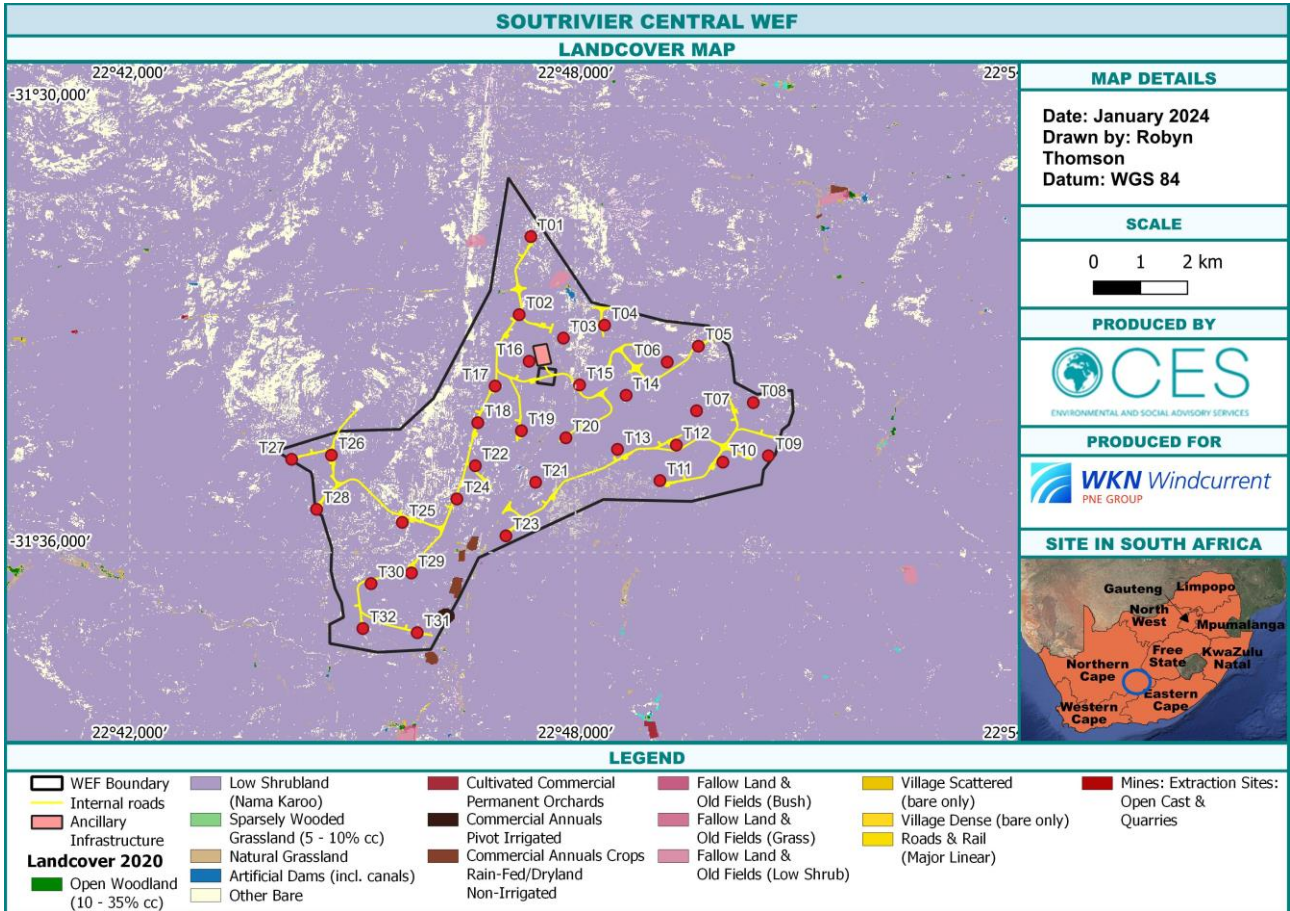 SOUTRIVIER CENTRAL WEF
LANDCOVER MAP
22°42,000'
22°48,000'
22°54
-31°30,000'
T01
T02
T03
T04
T05
T16
T06
T17
T15
T14
T08
T07
T18
T19
T20
T12
T13
T09
T27
T26
T22
T10
T21
T11
T24
T28
T25
T23
-31°36,000'
T29
T30
T32
T31
22°42,000'
22°48,000'
22°54
MAP DETAILS
Date: January 2024
Drawn by: Robyn
Thomson
Datum: WGS 84
SCALE
0 1 2 km
PRODUCED BY
CES
ENVIRONMENTAL AND SOCIAL ADVISORY SERVICES
PRODUCED FOR
WKN Windcurrent
PNE GROUP
SITE IN SOUTH AFRICA
Gauteng
Limpopo
North
West
Mpumalanga
Free
State
KwaZulu
Natal
Northern
Cape
Eastern
Cape
Western
Cape
LEGEND
WEF Boundary
Internal roads
Ancillary
Infrastructure
Landcover 2020
Open Woodland
(10 - 35% cc)
Low Shrubland
(Nama Karoo)
Sparsely Wooded
Grassland (5 - 10% cc)
Natural Grassland
Artificial Dams (incl. canals)
Other Bare
Cultivated Commercial
Permanent Orchards
Commercial Annuals
Pivot Irrigated
Commercial Annuals Crops
Rain-Fed/Dryland
Non-Irrigated
Fallow Land &
Old Fields (Bush)
Fallow Land &
Old Fields (Grass)
Fallow Land &
Old Fields (Low Shrub)
Village Scattered
(bare only)
Village Dense (bare only)
Roads & Rail
(Major Linear)
Mines: Extraction Sites:
Open Cast &
Quarries